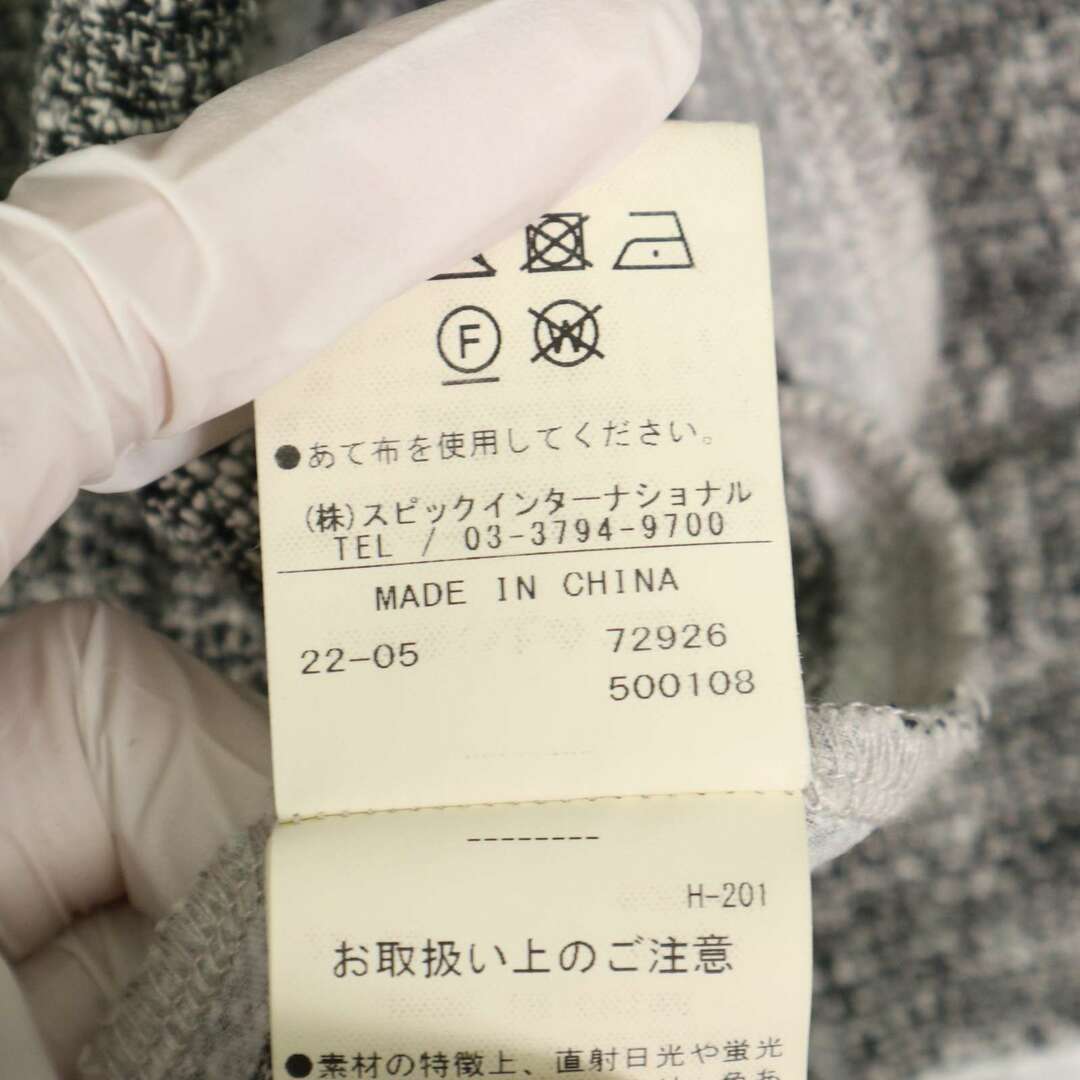 F W
●あて布を使用してください。
(株)スピックインターナショナル
TEL / 03-3794-9700
MADE IN CHINA
22-05 72926
500108
--------
H-201
お取扱い上のご注意
●素材の特徴上、直射日光や蛍光